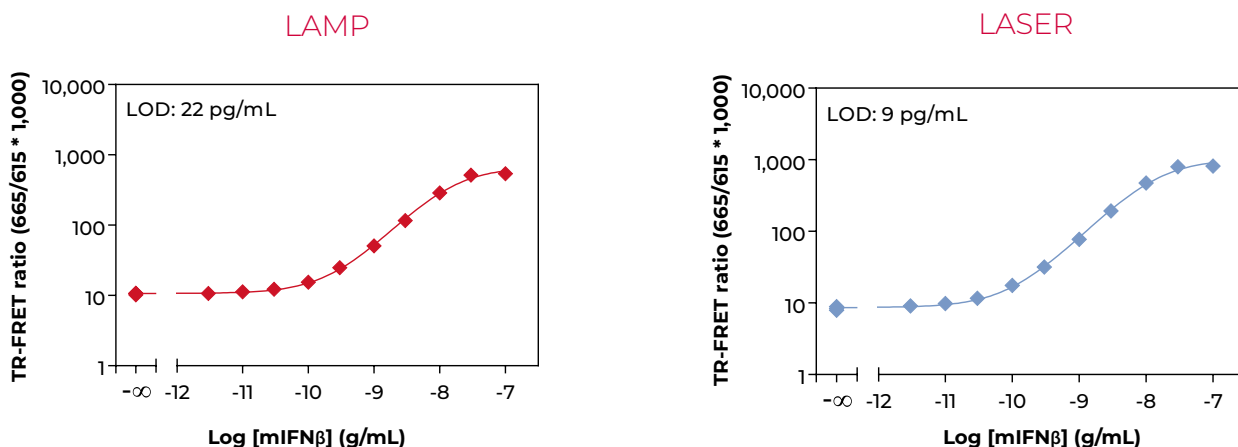 LAMP
TR-FRET ratio (665/615 * 1,000)
10,000
1,000
100
10
1
LOD: 22 pg/mL
-∞ -12 -11 -10 -9 -8 -7
Log [mIFNβ] (g/mL)
LASER
TR-FRET ratio (665/615 * 1,000)
10,000
1,000
100
10
1
LOD: 9 pg/mL
-∞ -12 -11 -10 -9 -8 -7
Log [mIFNβ] (g/mL)